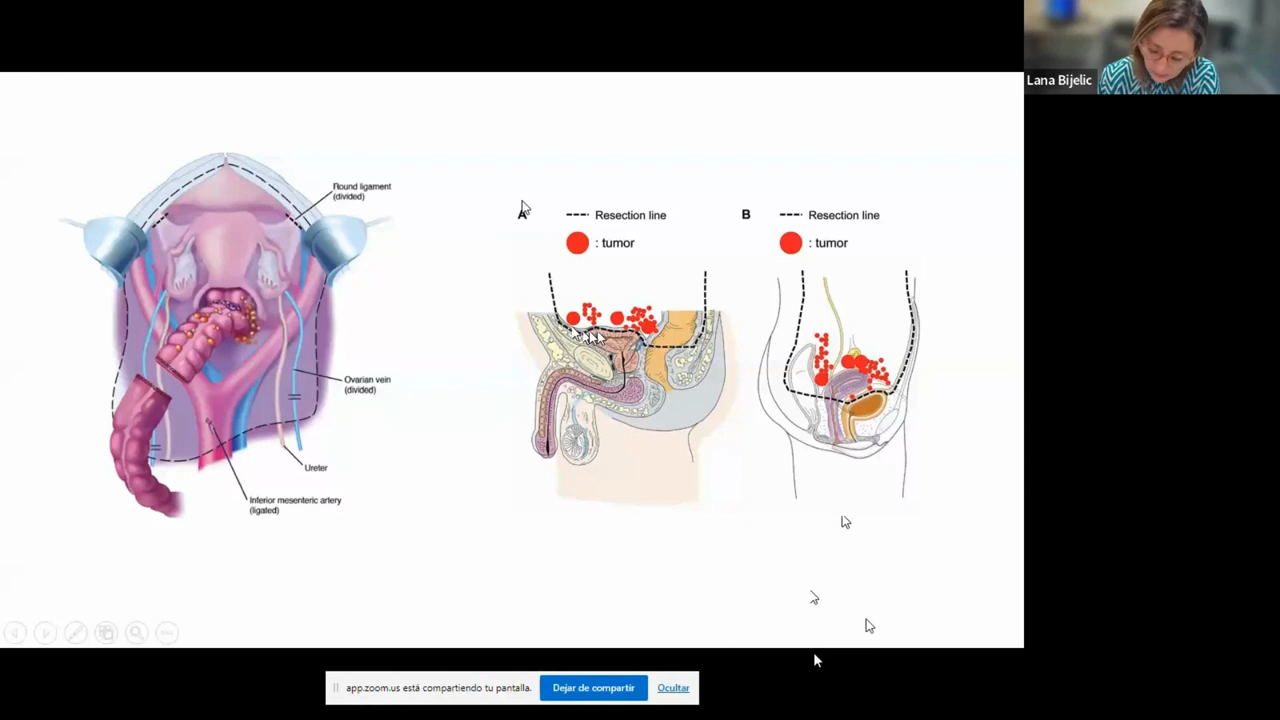 Lana Bijelic
Round ligament
(divided)
Ovarian vein
(divided)
Ureter
Inferior mesenteric artery
(ligated)
A
Resection line
: tumor
B
Resection line
: tumor
app.zoom.us está compartiendo tu pantalla.
Dejar de compartir
Ocultar